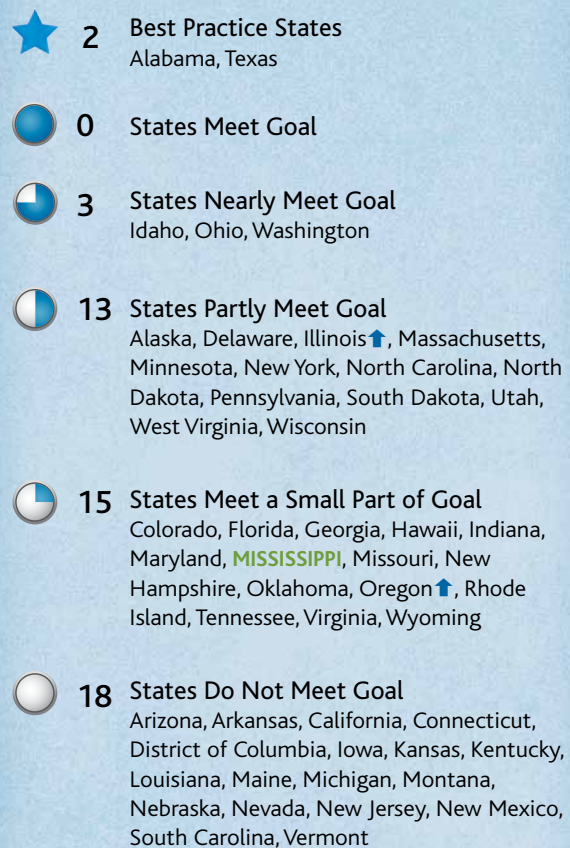 2 Best Practice States
Alabama, Texas
0 States Meet Goal
3 States Nearly Meet Goal
Idaho, Ohio, Washington
13 States Partly Meet Goal
Alaska, Delaware, Illinois⬆, Massachusetts,
Minnesota, New York, North Carolina, North
Dakota, Pennsylvania, South Dakota, Utah,
West Virginia, Wisconsin
15 States Meet a Small Part of Goal
Colorado, Florida, Georgia, Hawaii, Indiana,
Maryland, MISSISSIPPI, Missouri, New
Hampshire, Oklahoma, Oregon⬆, Rhode
Island, Tennessee, Virginia, Wyoming
18 States Do Not Meet Goal
Arizona, Arkansas, California, Connecticut,
District of Columbia, Iowa, Kansas, Kentucky,
Louisiana, Maine, Michigan, Montana,
Nebraska, Nevada, New Jersey, New Mexico,
South Carolina, Vermont